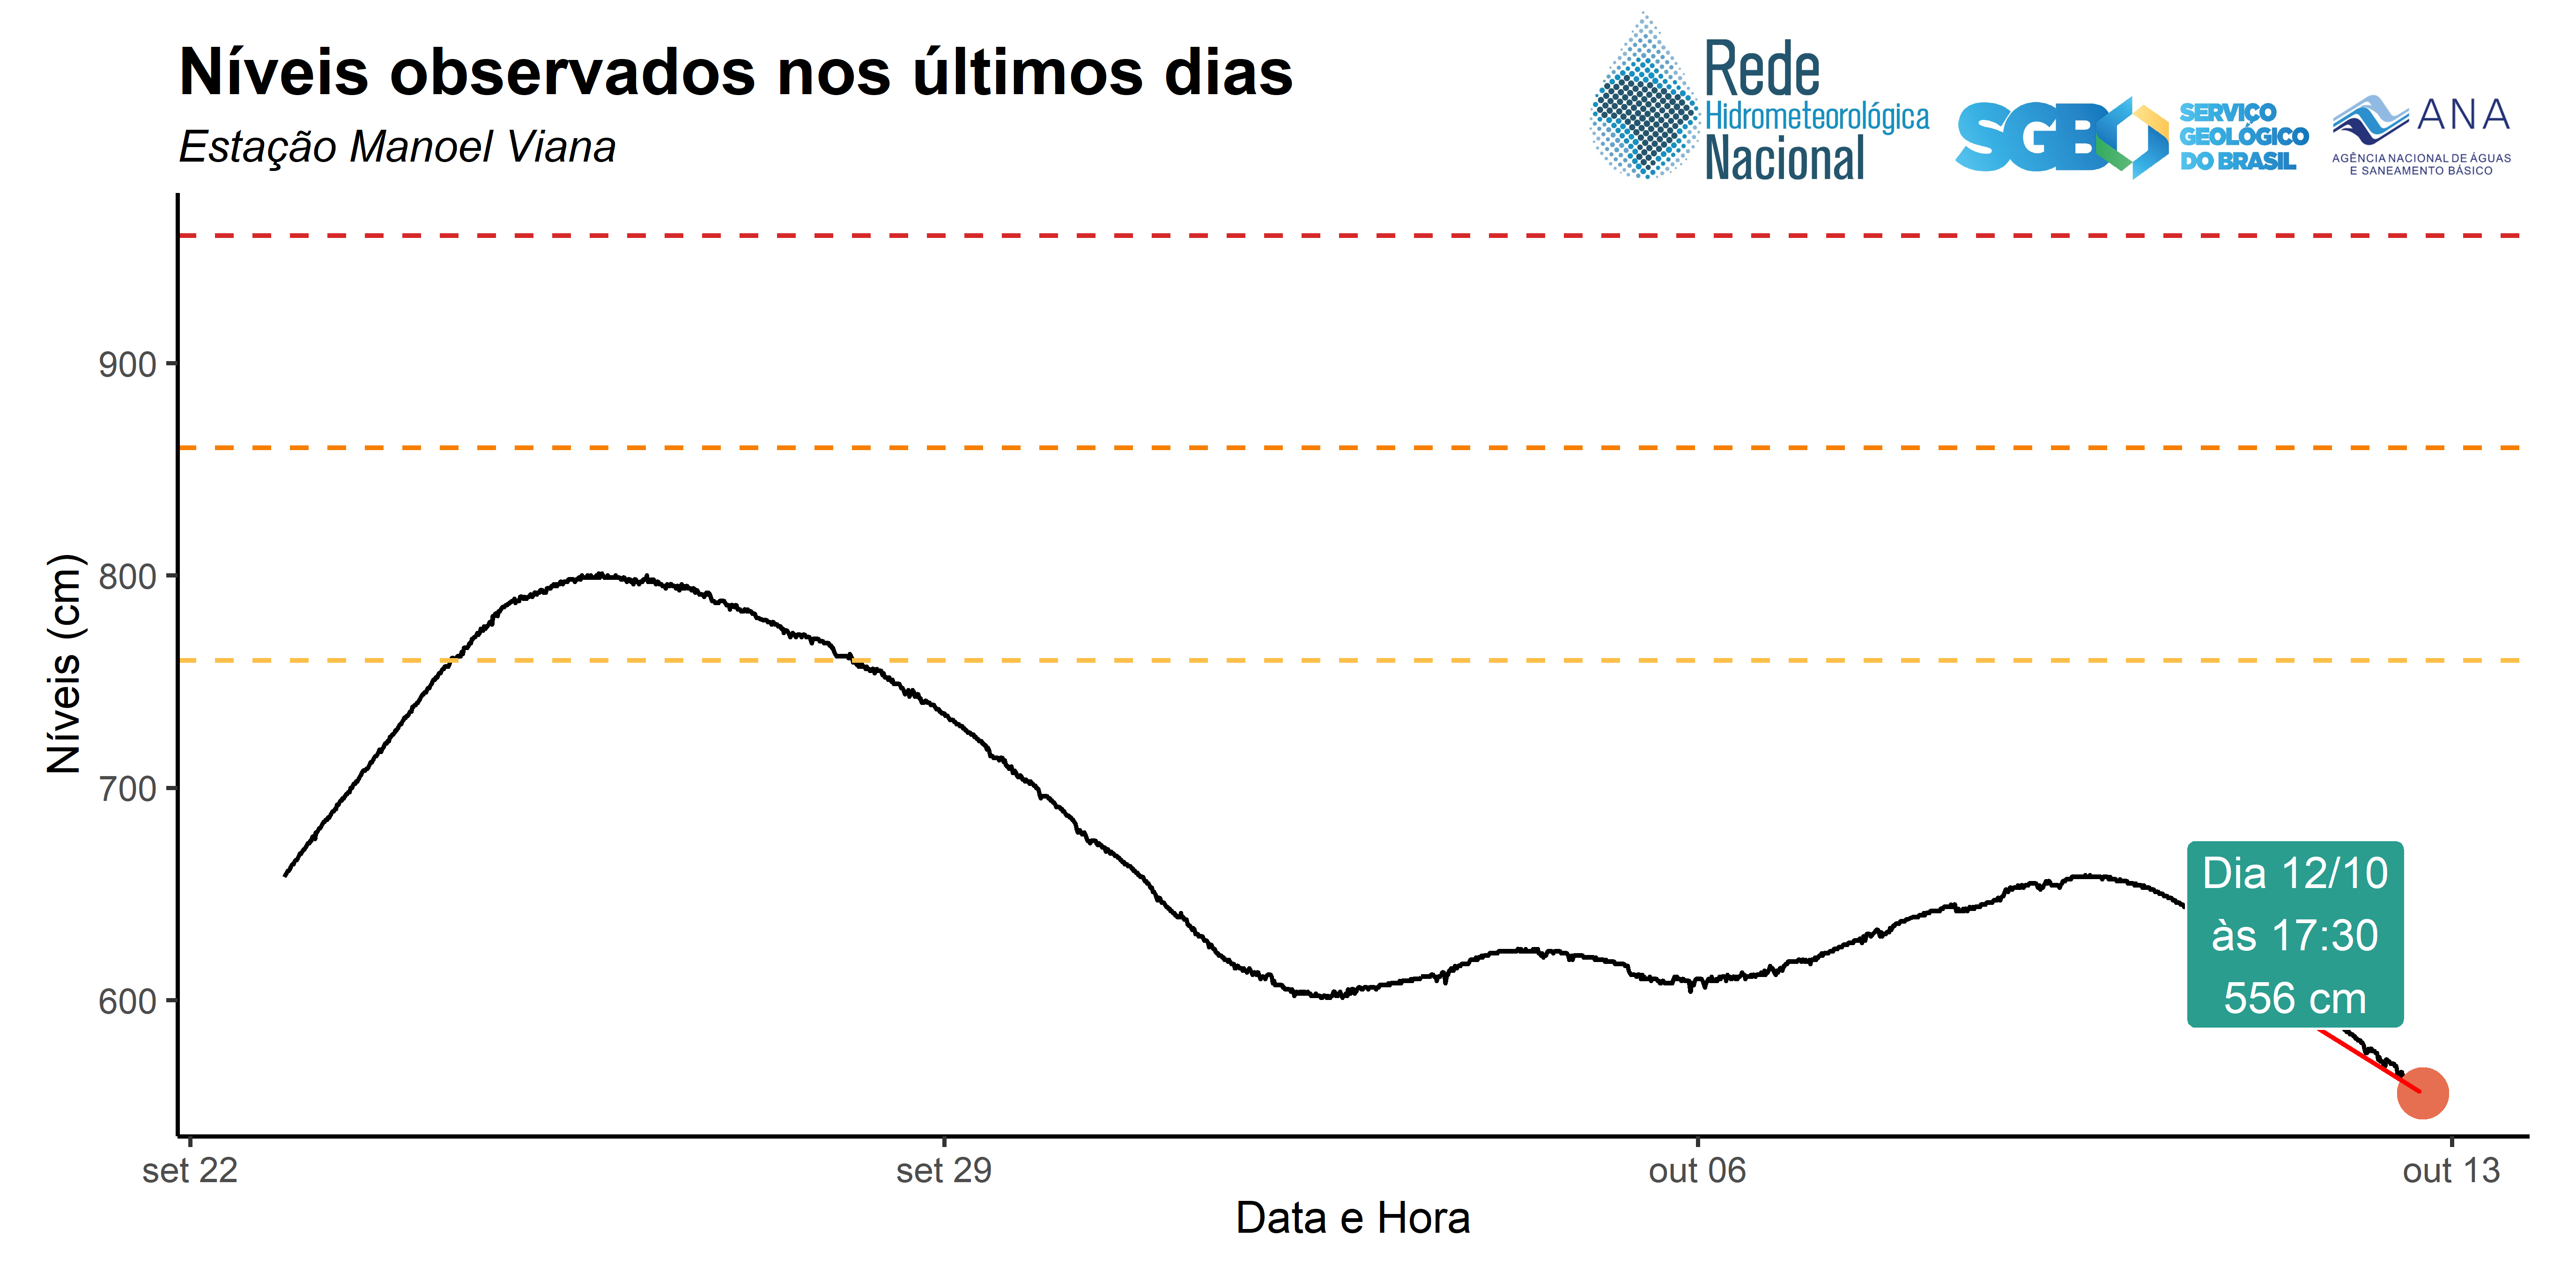 Níveis observados nos últimos dias
Estação Manoel Viana
Rede
Hidrometeorológica
Nacional
SGB
SERVIÇO
GEOLÓGICO
DO BRASIL
ANA
AGÊNCIA NACIONAL DE ÁGUAS
E SANEAMENTO BÁSICO
Níveis (cm)
900
800
700
600
Dia 12/10
às 17:30
556 cm
set 22
set 29
out 06
out 13
Data e Hora